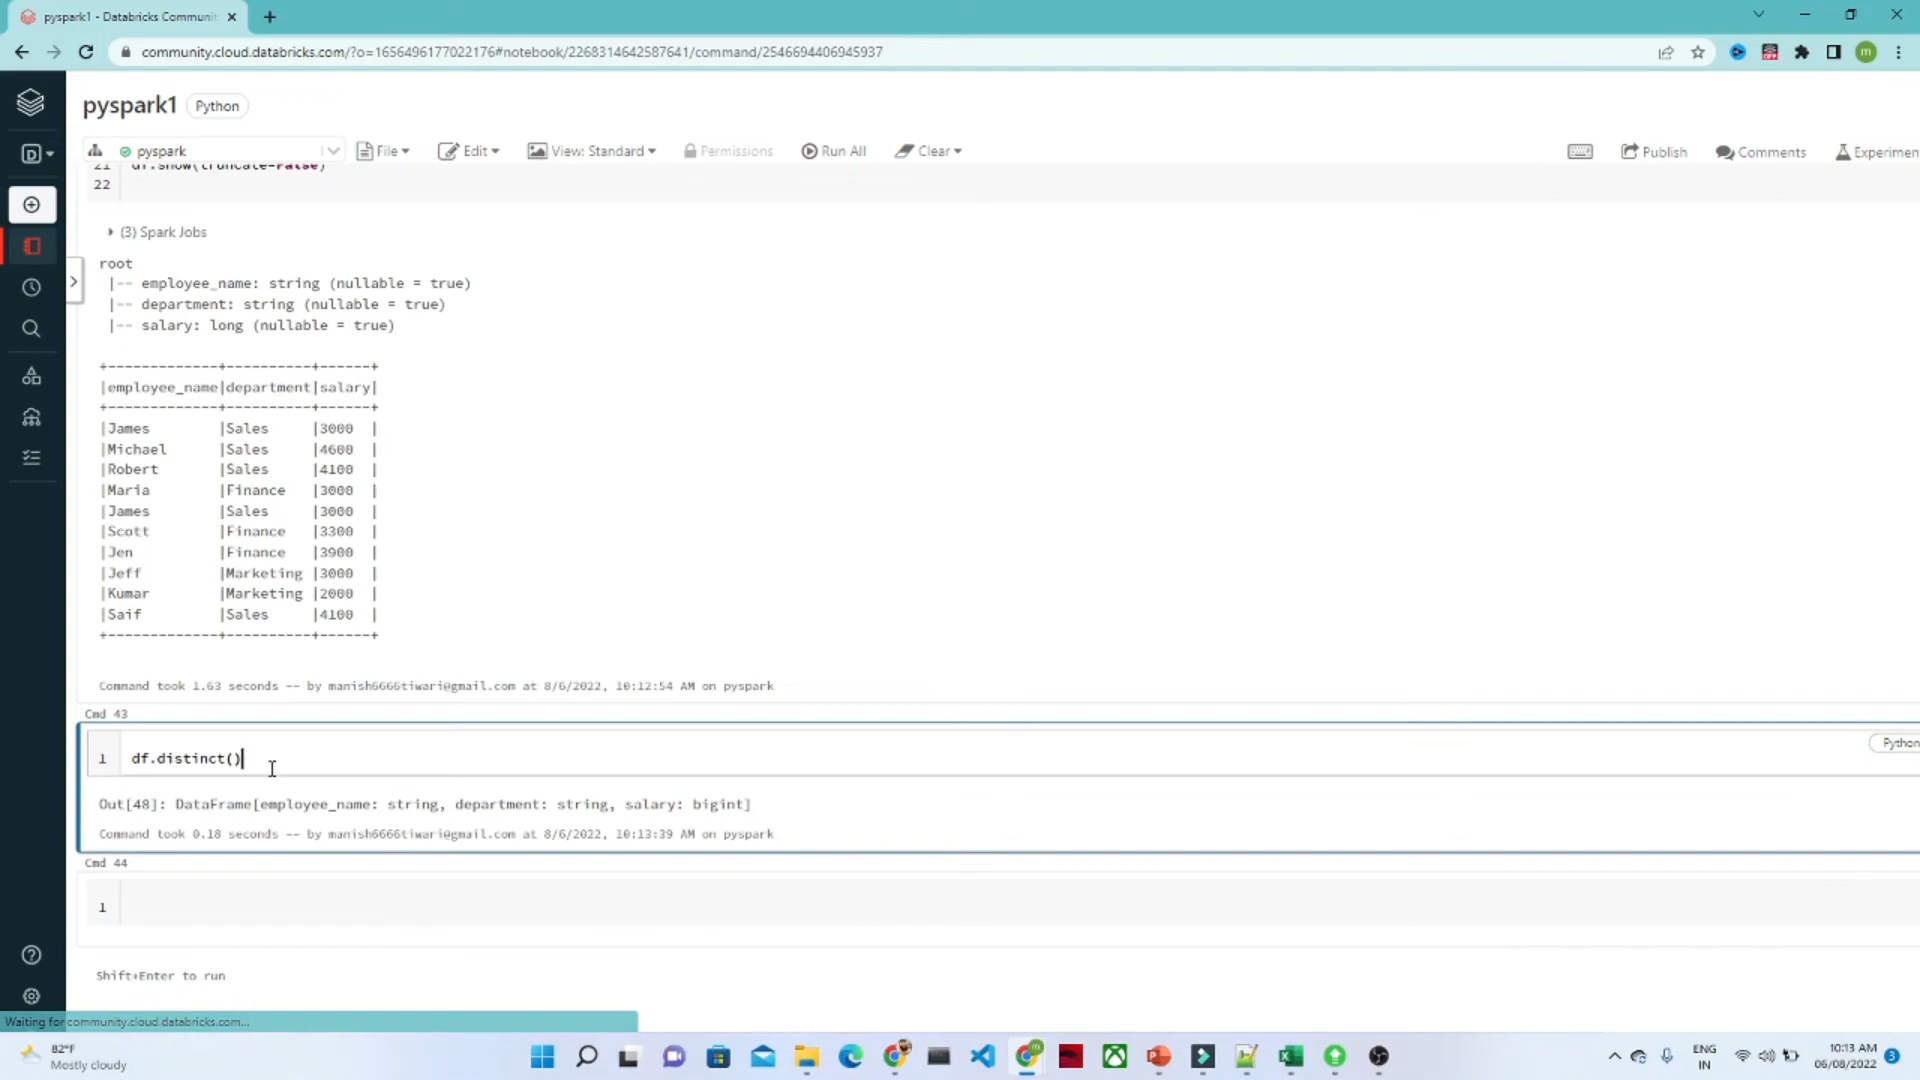 pyspark1 - Databricks Communit
community.cloud.databricks.com/?o=1656496177022176#notebook/2268314642587641/command/2546694406945937
pyspark1 Python
pyspark File Edit View: Standard Permissions Run All Clear Publish Comments Experimen
21 df.show(truncate=False)
22
(3) Spark Jobs
root
|-- employee_name: string (nullable = true)
|-- department: string (nullable = true)
|-- salary: long (nullable = true)
+-------------+----------+------+
|employee_name|department|salary|
+-------------+----------+------+
|James |Sales |3000 |
|Michael |Sales |4600 |
|Robert |Sales |4100 |
|Maria |Finance |3000 |
|James |Sales |3000 |
|Scott |Finance |3300 |
|Jen |Finance |3900 |
|Jeff |Marketing |3000 |
|Kumar |Marketing |2000 |
|Saif |Sales |4100 |
+-------------+----------+------+
Command took 1.63 seconds -- by manish6666tiwari@gmail.com at 8/6/2022, 10:12:54 AM on pyspark
Cmd 43
Python
1 df.distinct()
Out[48]: DataFrame[employee_name: string, department: string, salary: bigint]
Command took 0.18 seconds -- by manish6666tiwari@gmail.com at 8/6/2022, 10:13:39 AM on pyspark
Cmd 44
1
Shift+Enter to run
Waiting for community.cloud.databricks.com...
82°F
Mostly cloudy
ENG
IN
10:13 AM
06/08/2022
3